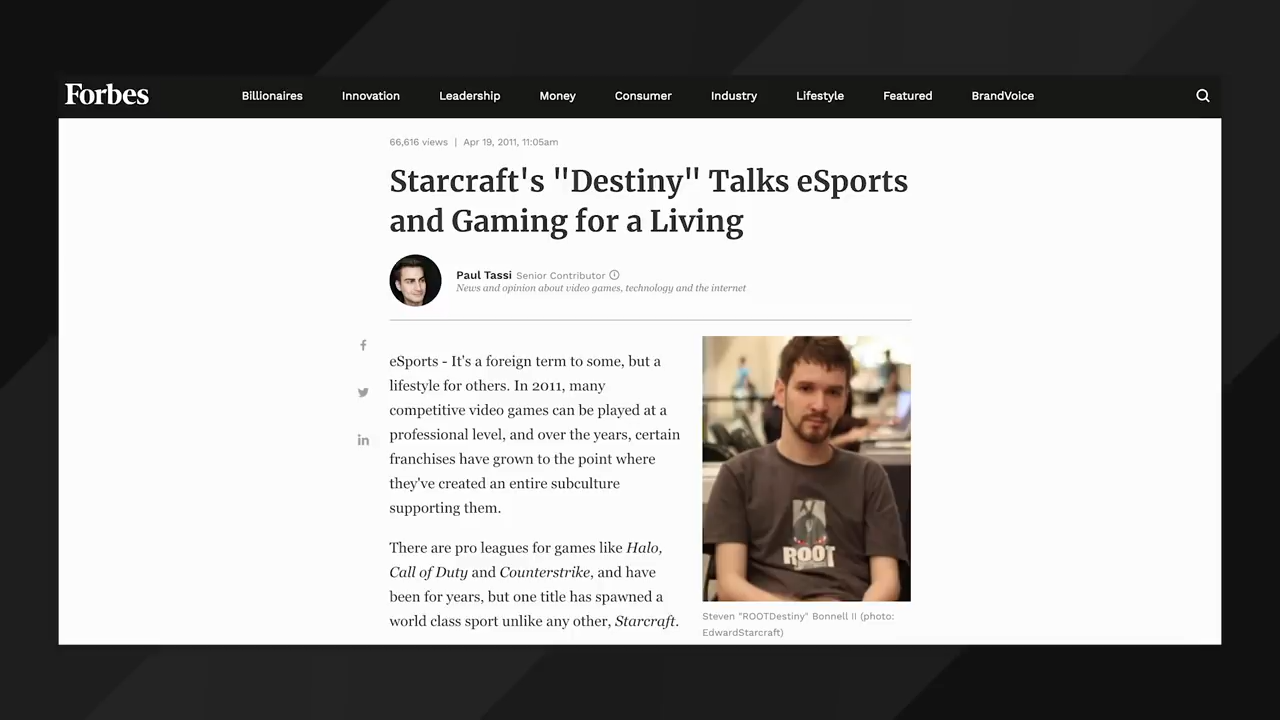 Forbes
Billionaires Innovation Leadership Money Consumer Industry Lifestyle Featured BrandVoice
66,616 views | Apr 19, 2011, 11:05am
Starcraft's "Destiny" Talks eSports
and Gaming for a Living
Paul Tassi Senior Contributor
News and opinion about video games, technology and the internet
eSports - It's a foreign term to some, but a
lifestyle for others. In 2011, many
competitive video games can be played at a
professional level, and over the years, certain
franchises have grown to the point where
they've created an entire subculture
supporting them.
There are pro leagues for games like Halo,
Call of Duty and Counterstrike, and have
been for years, but one title has spawned a
world class sport unlike any other, Starcraft.
ROOT
Steven "ROOTDestiny" Bonnell II (photo:
EdwardStarcraft)